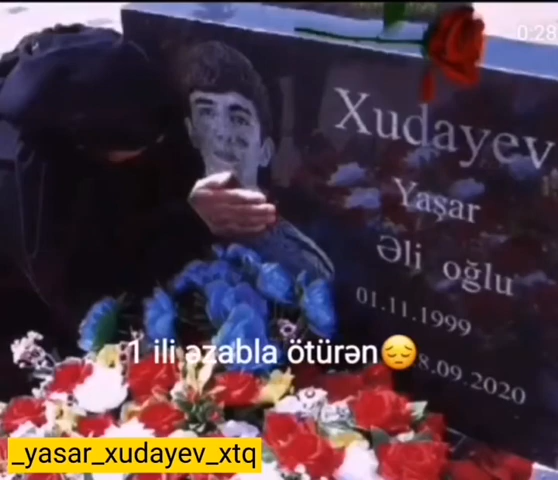 0:28
Xudayev
Yaşar
Əli oğlu
01.11.1999
8.09.2020
1 ili əzabla ötürən😔
_yasar_xudayev_xtq